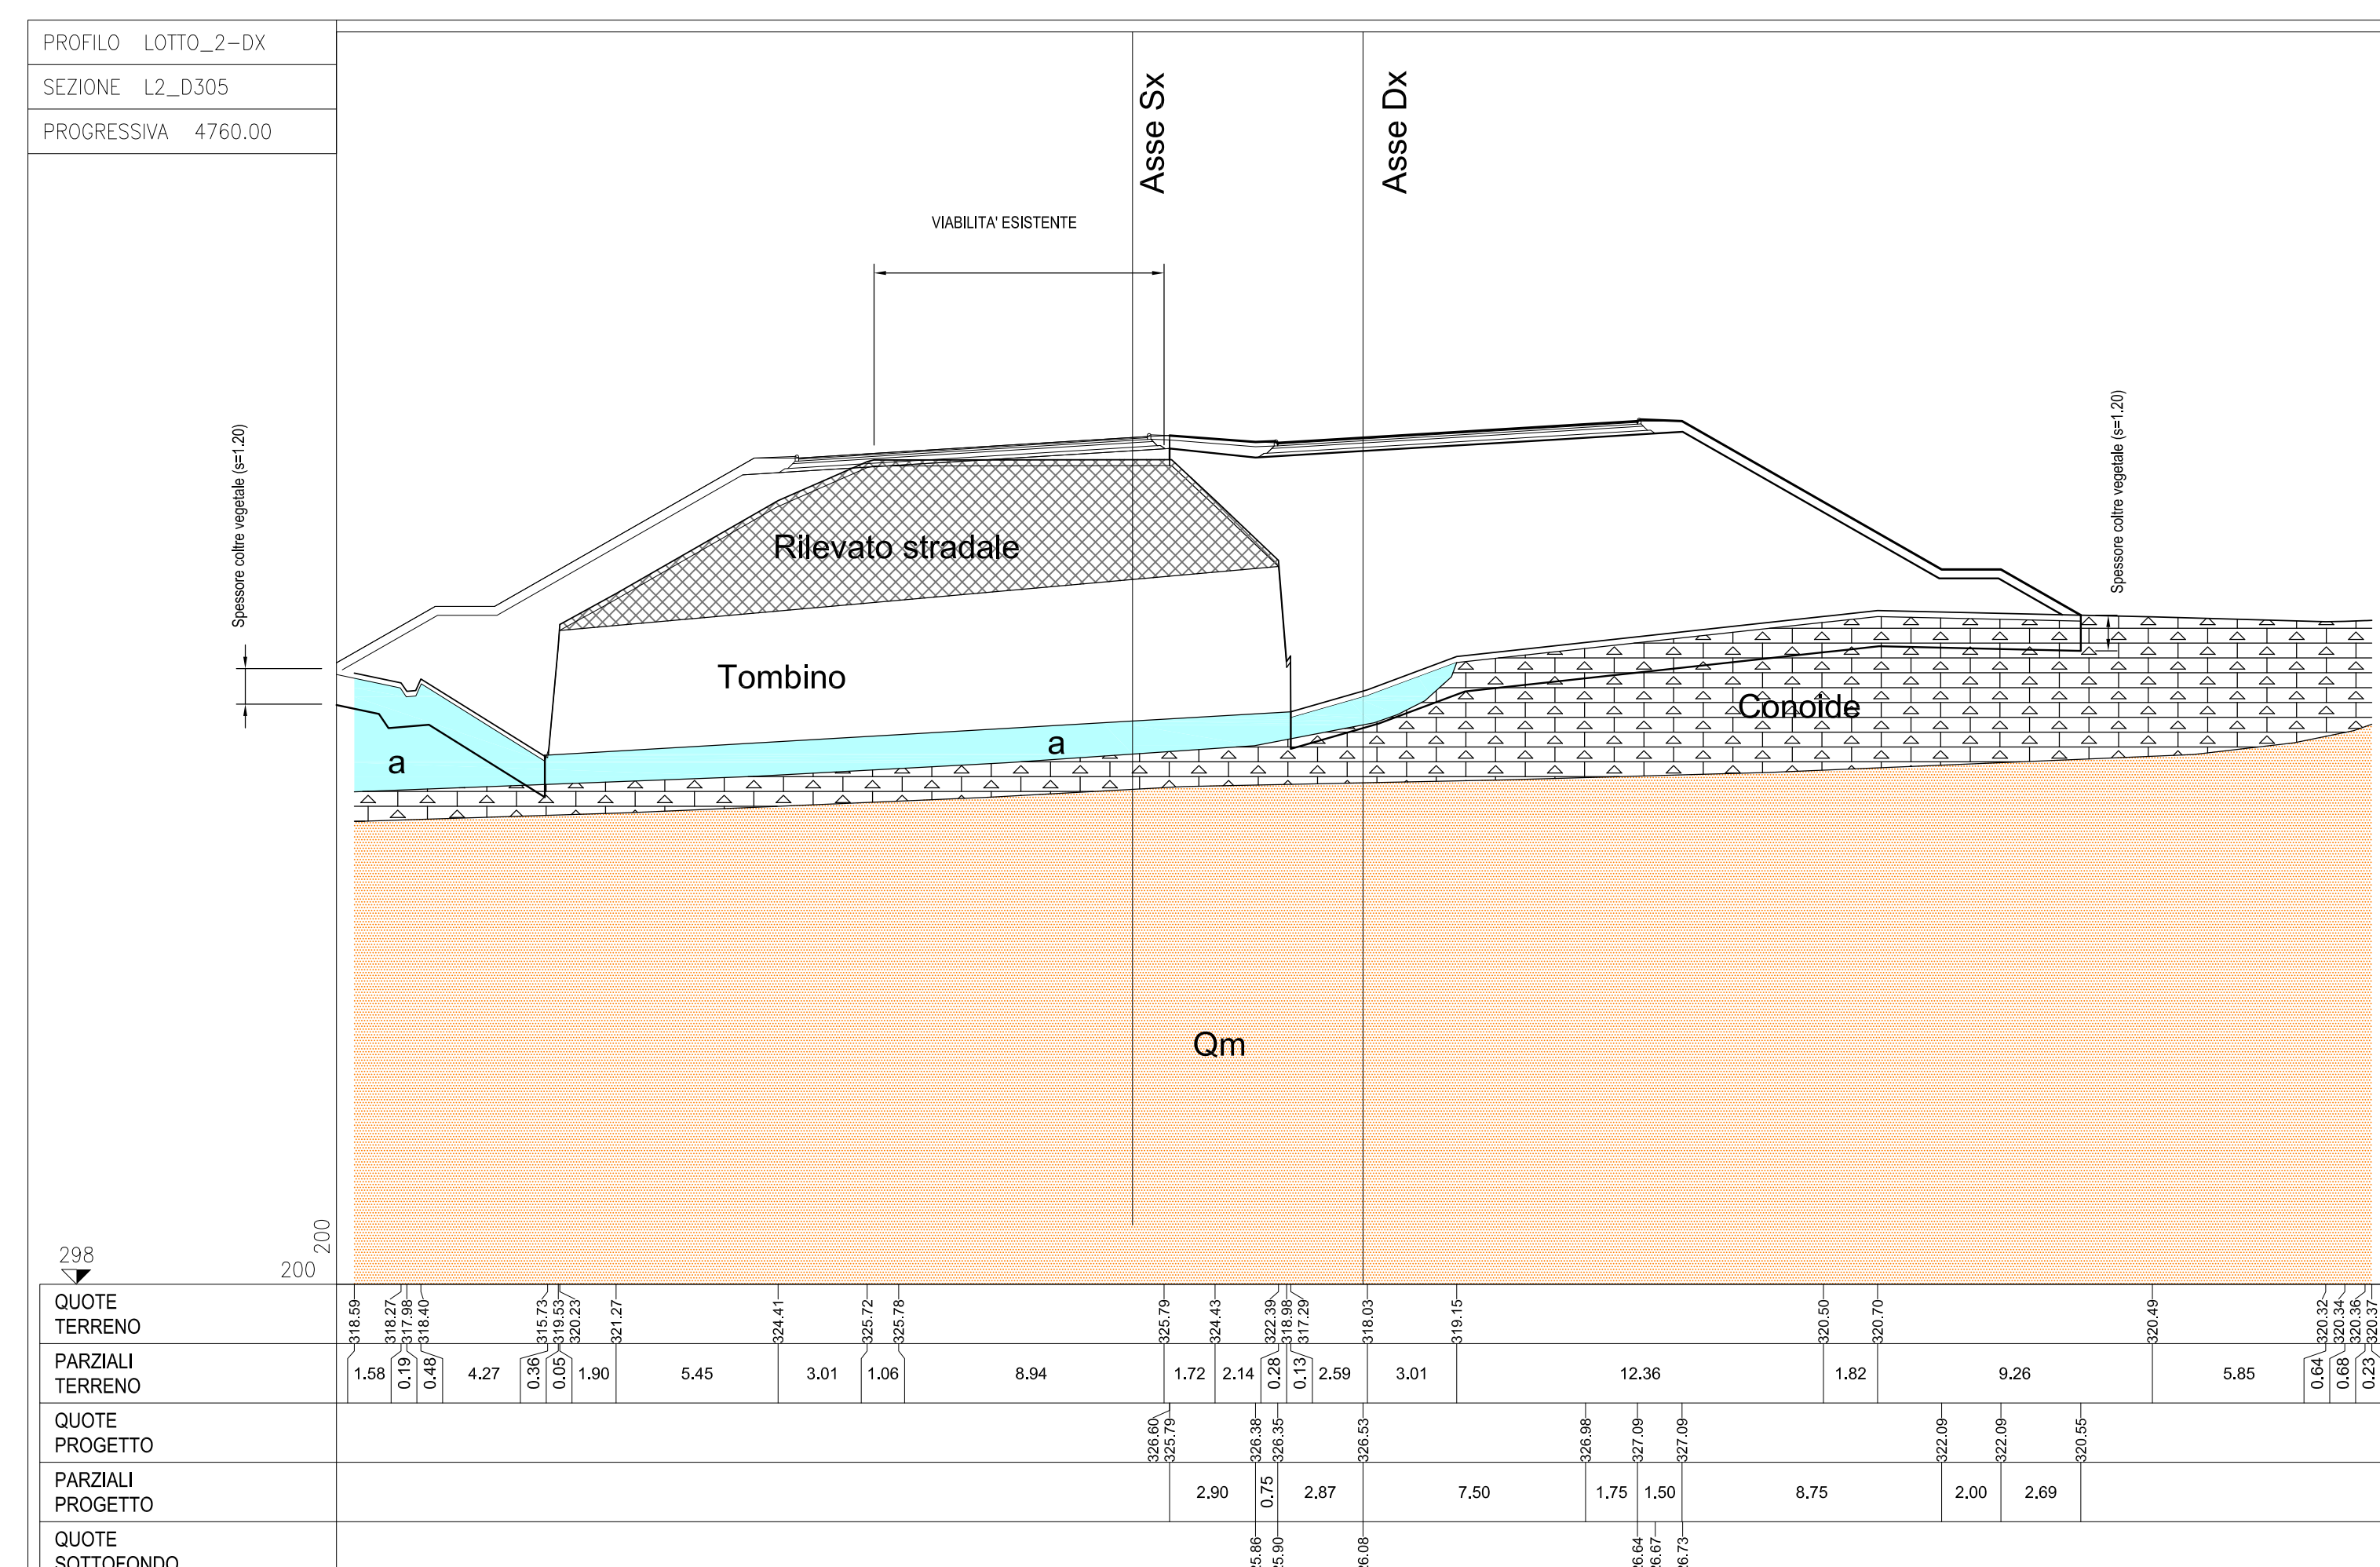 PROFILO LOTTO_2-DX
SEZIONE L2_D305
PROGRESSIVA 4760.00
Asse Sx
Asse Dx
VIABILITA' ESISTENTE
Spessore coltre vegetale (s=1.20)
Spessore coltre vegetale (s=1.20)
Rilevato stradale
Tombino
Conoide
a
a
Qm
298
200
200
QUOTE
TERRENO
318.59 318.27 317.98 318.40 315.73 319.53 320.23 321.27 324.41 325.72 325.78 325.79 324.43 322.39 318.98 317.29 318.03 319.15 320.50 320.70 320.49 320.32 320.34 320.36 320.37
PARZIALI
TERRENO
1.58 0.19 0.48 4.27 0.36 0.05 1.90 5.45 3.01 1.06 8.94 1.72 2.14 0.28 0.13 2.59 3.01 12.36 1.82 9.26 5.85 0.64 0.68 0.23
QUOTE
PROGETTO
326.60 325.79 326.38 326.35 326.53 326.98 327.09 327.09 322.09 322.09 320.55
PARZIALI
PROGETTO
2.90 0.75 2.87 7.50 1.75 1.50 8.75 2.00 2.69
QUOTE
SOTTOFONDO